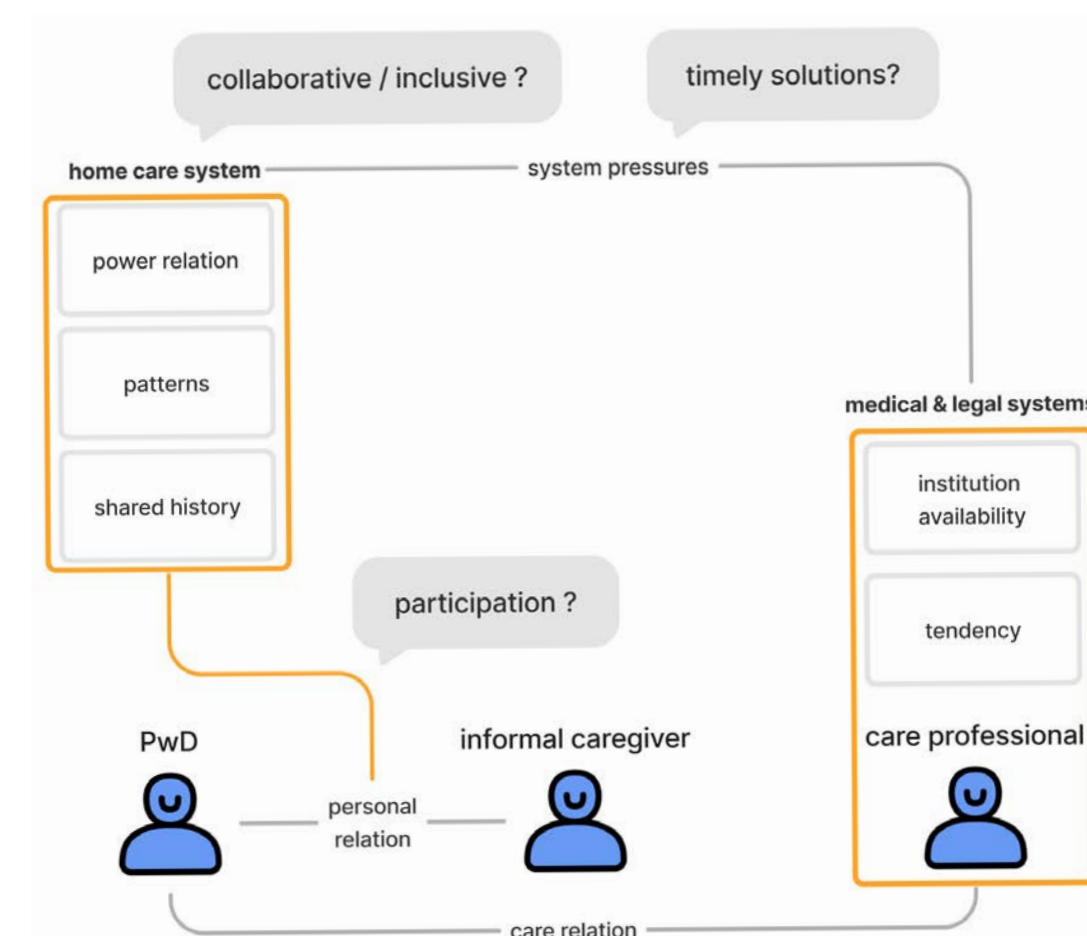 collaborative / inclusive ?
timely solutions?
home care system
system pressures
power relation
patterns
shared history
medical & legal systems
institution
availability
tendency
participation ?
PwD
informal caregiver
care professional
personal
relation
care relation